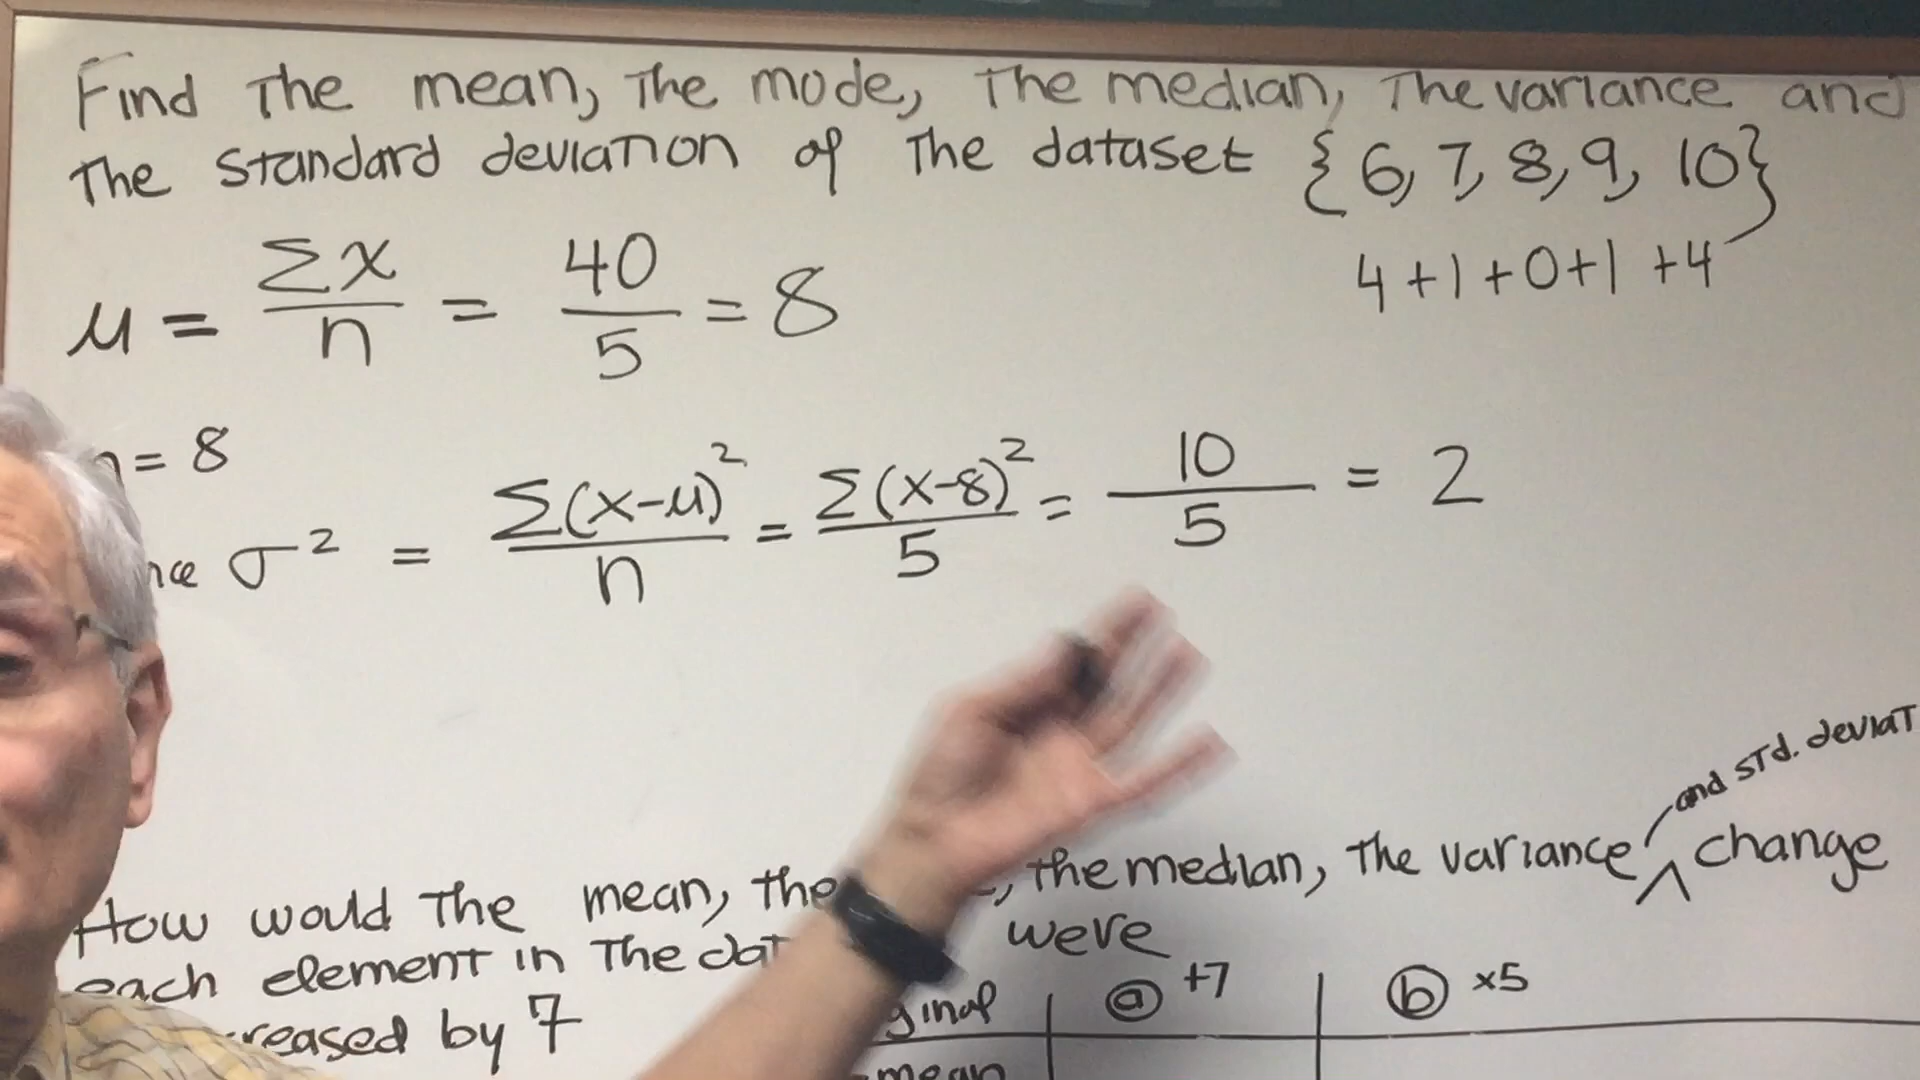 Find the mean, the mode, the median, the variance and
the standard deviation of the dataset {6, 7, 8, 9, 10}
4 + 1 + 0 + 1 + 4
μ = Σx/n = 40/5 = 8
= 8
σ² = Σ(x-μ)²/n = Σ(x-8)²/5 = 10/5 = 2
and std.
How would the mean, the median, the variance ^ change
each element in the were
by 7
ⓐ +7 ⓑ x5
mean